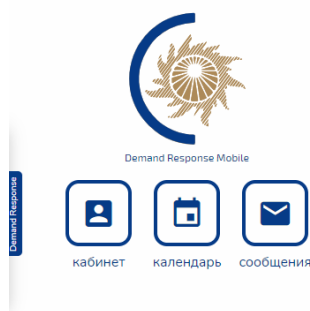 Demand Response Mobile
Demand Response
кабинет
календарь
сообщения